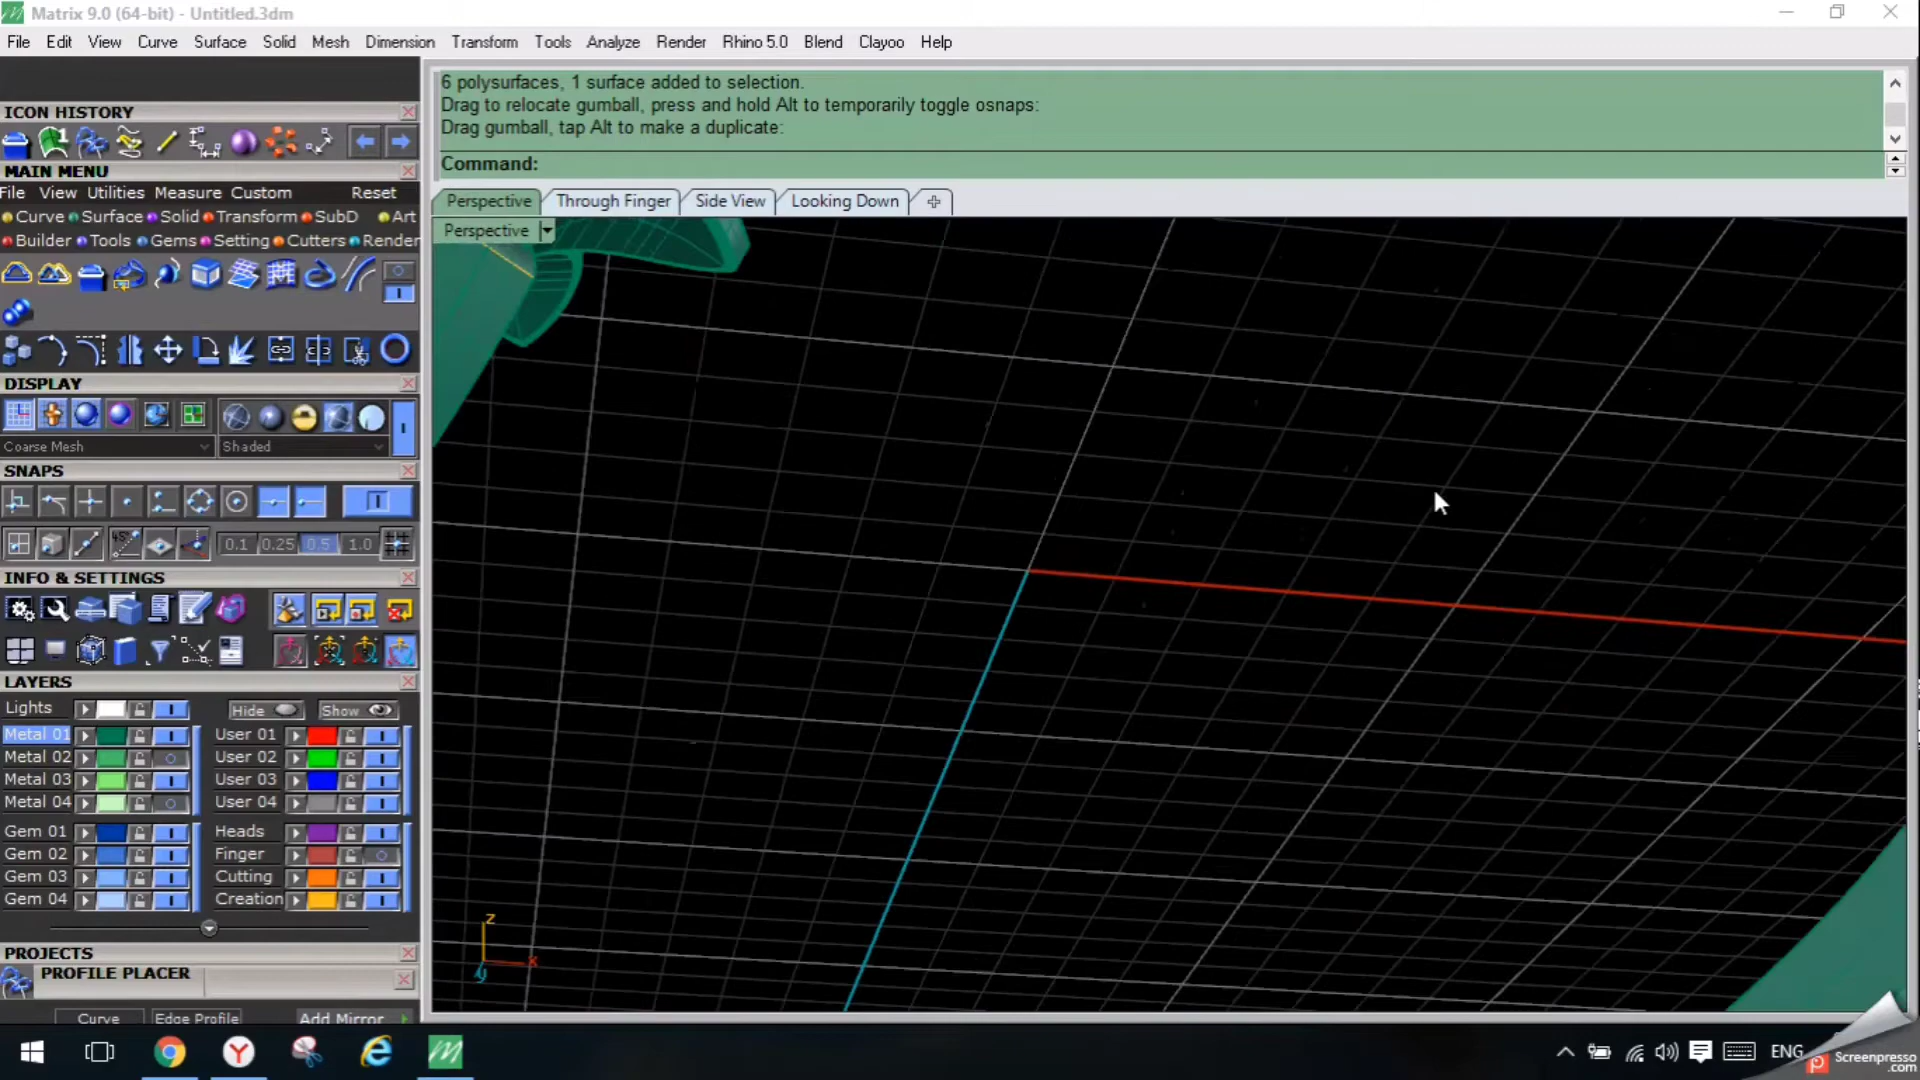 Matrix 9.0 (64-bit) - Untitled.3dm
File Edit View Curve Surface Solid Mesh Dimension Transform Tools Analyze Render Rhino 5.0 Blend Clayoo Help
6 polysurfaces, 1 surface added to selection.
Drag to relocate gumball, press and hold Alt to temporarily toggle osnaps:
Drag gumball, tap Alt to make a duplicate:
Command:
Perspective Through Finger Side View Looking Down
Perspective
ICON HISTORY
MAIN MENU
File View Utilities Measure Custom Reset
Curve Surface Solid Transform SubD Art
Builder Tools Gems Setting Cutters Render
DISPLAY
Coarse Mesh Shaded
SNAPS
45°
0.1 0.25 0.5 1.0
INFO & SETTINGS
LAYERS
Lights Hide Show
Metal 01 User 01
Metal 02 User 02
Metal 03 User 03
Metal 04 User 04
Gem 01 Heads
Gem 02 Finger
Gem 03 Cutting
Gem 04 Creation
PROJECTS
PROFILE PLACER
Curve Edge Profile Add Mirror
z
x
y
ENG
Screenpresso
.com